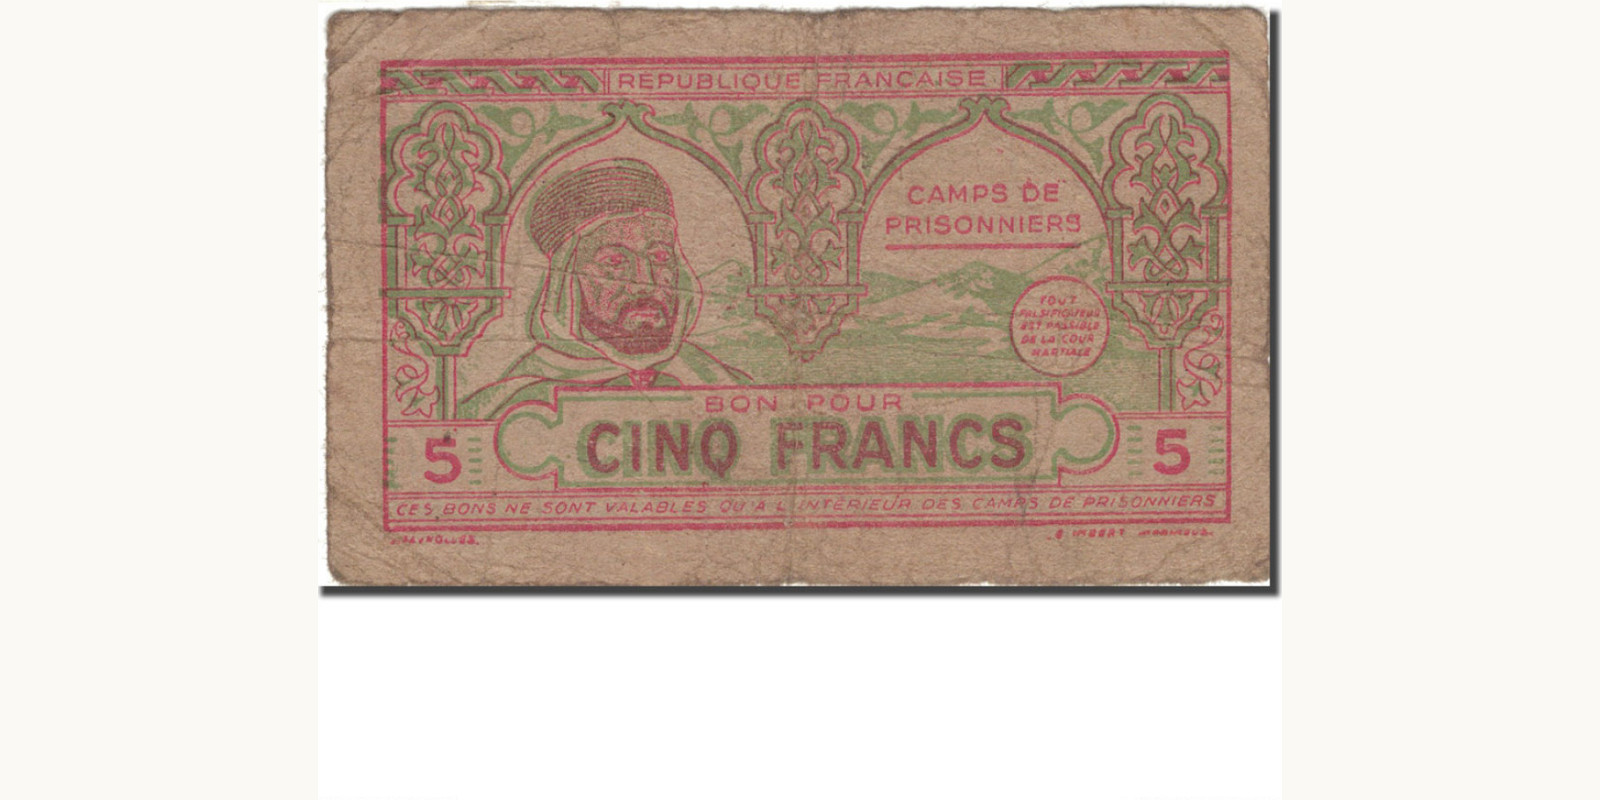 REPUBLIQUE FRANCAISE
CAMPS DE
PRISONNIERS
TOUT
FALSIFICATEUR
EST PASSIBLE
DE LA COUR
MARTIALE
BON POUR
CINQ FRANCS
5
5
CES BONS NE SONT VALABLES QU'A L'INTERIEUR DES CAMPS DE PRISONNIERS
IMBERT